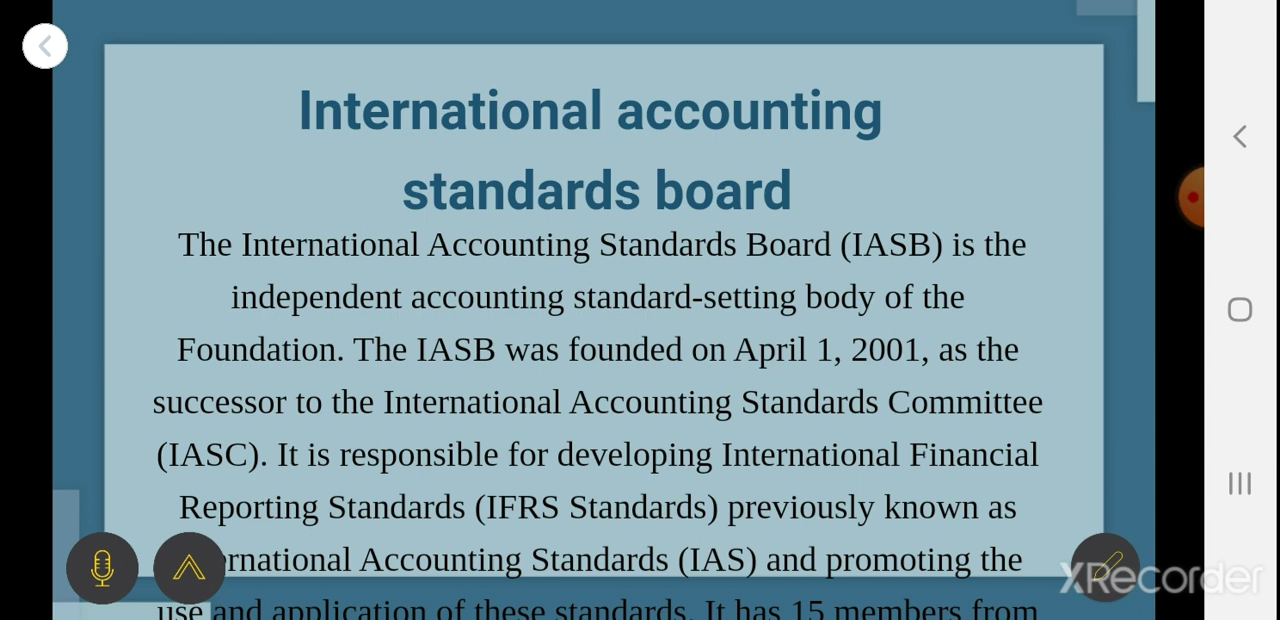 International accounting
standards board
The International Accounting Standards Board (IASB) is the
independent accounting standard-setting body of the
Foundation. The IASB was founded on April 1, 2001, as the
successor to the International Accounting Standards Committee
(IASC). It is responsible for developing International Financial
Reporting Standards (IFRS Standards) previously known as
Accounting Standards (IAS) and promoting the
use and application of these standards. It has 15 members from
XRecorder